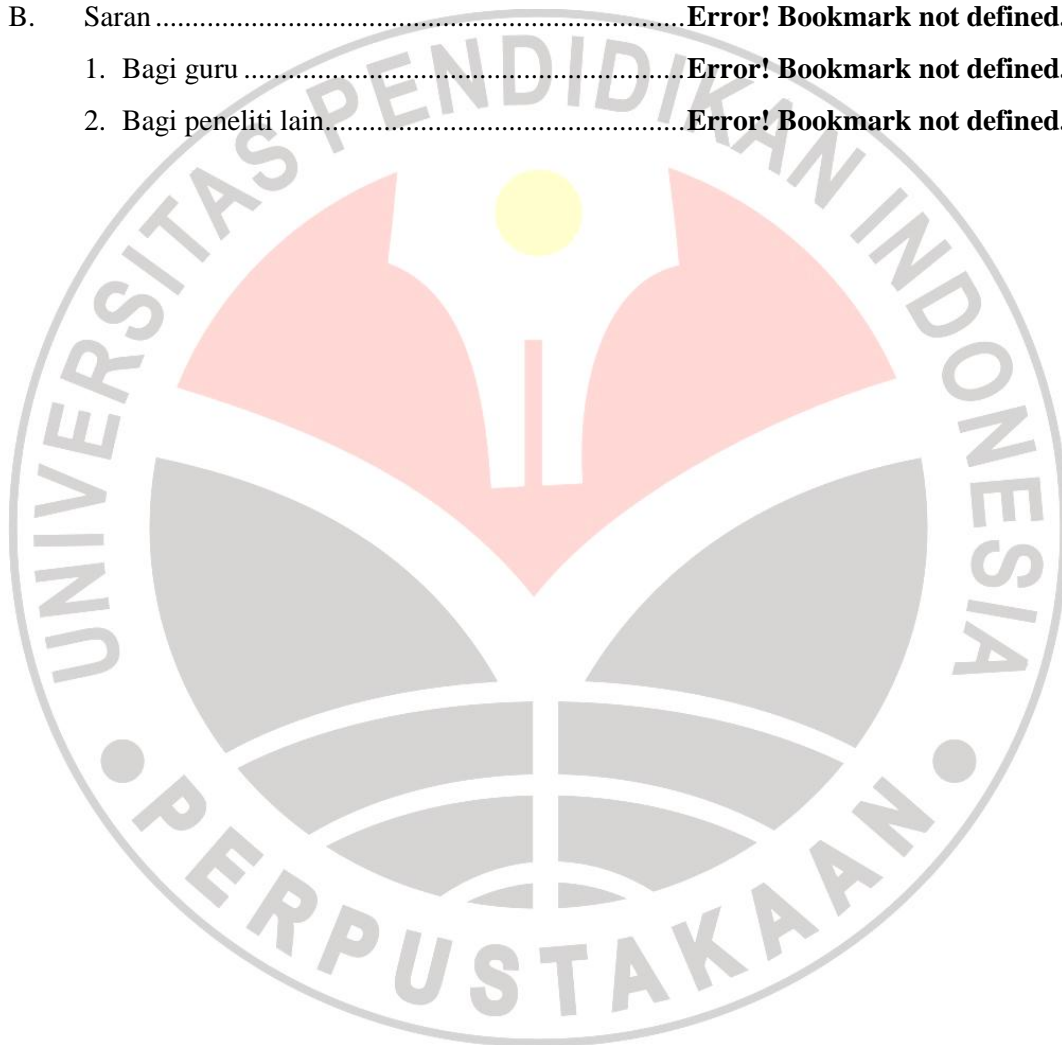 B. Saran ........................................................................ Error! Bookmark not defined.
1. Bagi guru ............................................................ Error! Bookmark not defined.
2. Bagi peneliti lain ................................................. Error! Bookmark not defined.
UNIVERSITAS PENDIDIKAN INDONESIA
PERPUSTAKAAN